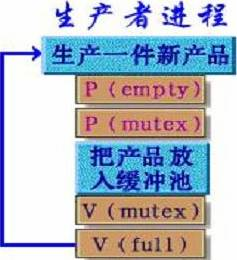 生产者进程
生产一件新产品
P(empty)
P(mutex)
把产品放
入缓冲池
V(mutex)
V(full)